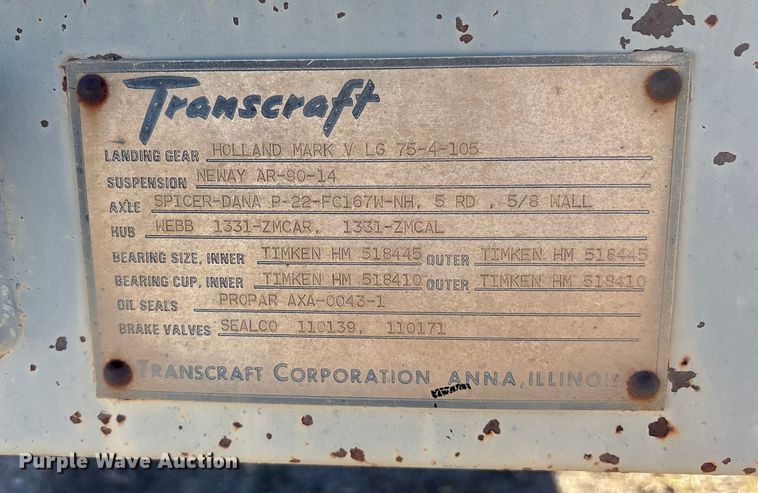 Transcraft
LANDING GEAR HOLLAND MARK V LG 75-4-105
SUSPENSION NEWAY AR-90-14
AXLE SPICER-DANA P-22-FC167W-NH, 5 RD , 5/8 WALL
HUB WEBB 1331-ZMCAR, 1331-ZMCAL
BEARING SIZE, INNER TIMKEN HM 518445 OUTER TIMKEN HM 518445
BEARING CUP, INNER TIMKEN HM 518410 OUTER TIMKEN HM 518410
OIL SEALS PROPAR AXA-0043-1
BRAKE VALVES SEALCO 110139, 110171
TRANSCRAFT CORPORATION ANNA, ILLINOIS
Purple Wave Auction